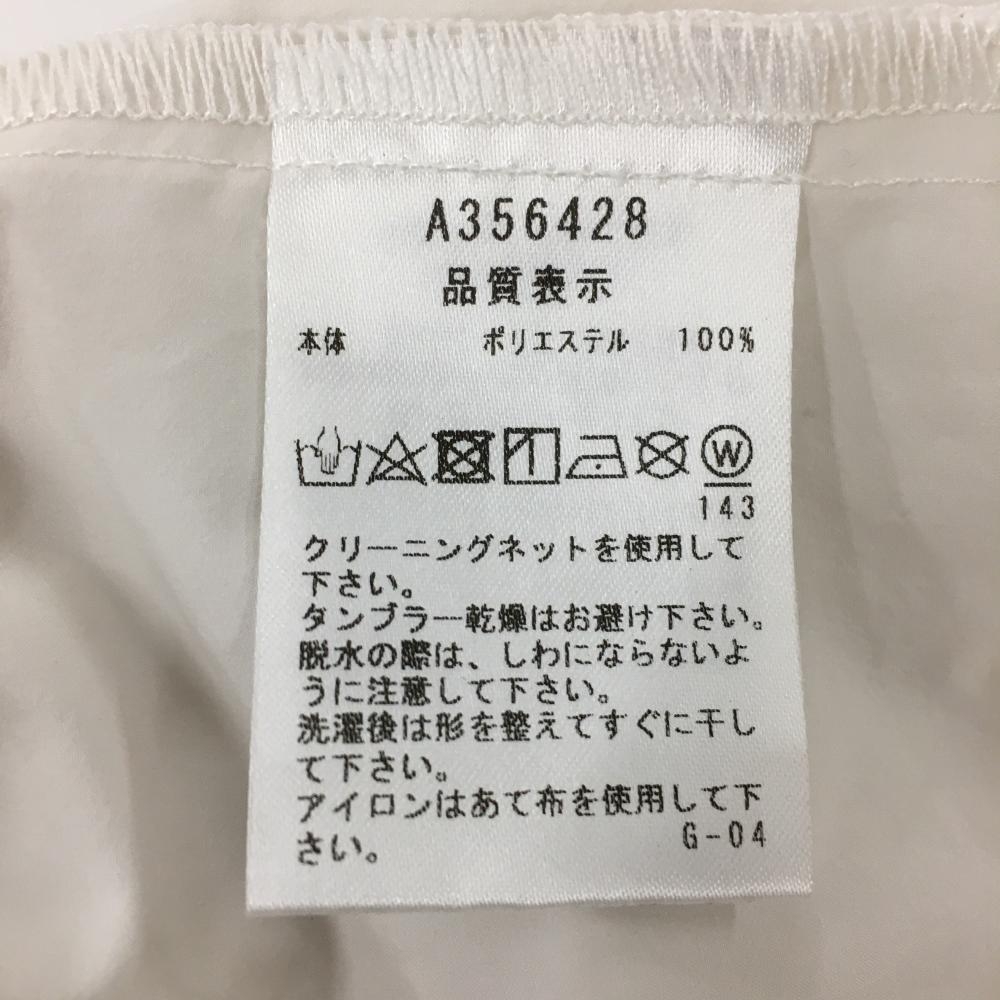 A356428
品質表示
本体 ポリエステル 100%
W
143
クリーニングネットを使用して
下さい。
タンブラー乾燥はお避け下さい。
脱水の際は、しわにならないよ
うに注意して下さい。
洗濯後は形を整えてすぐに干し
て下さい。
アイロンはあて布を使用して下
さい。 G-04